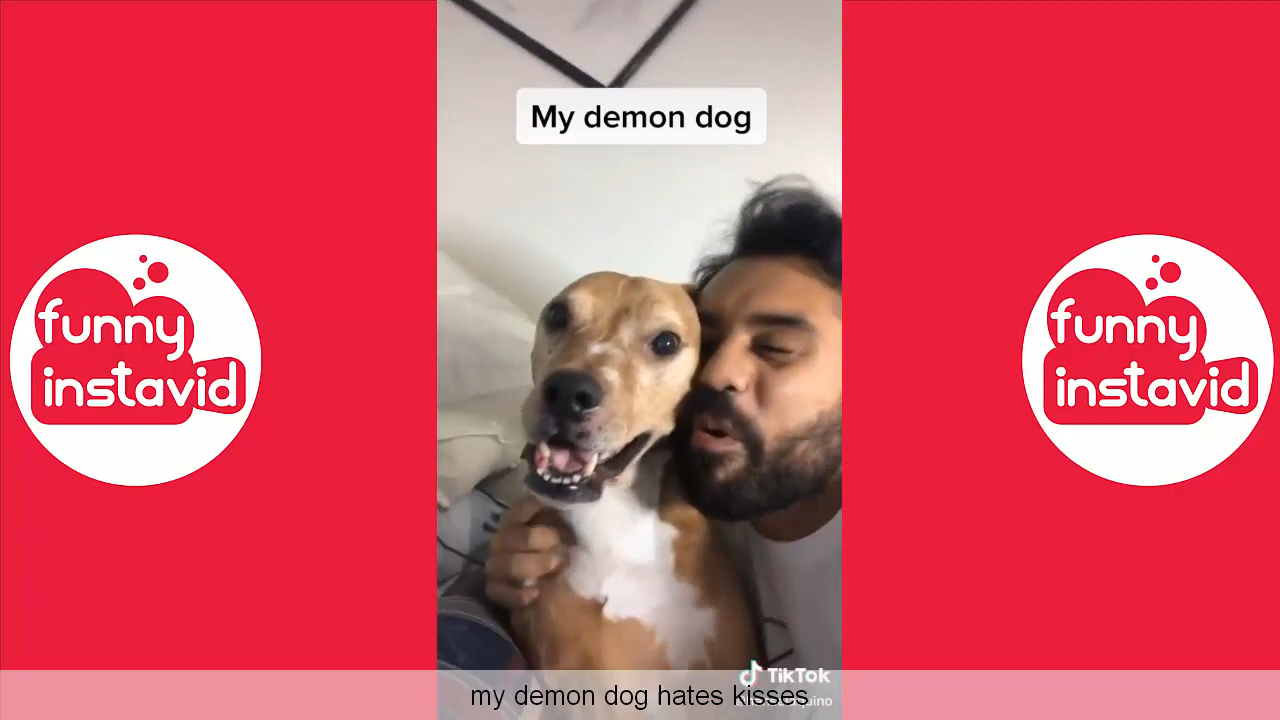 My demon dog
funny
instavid
funny
instavid
TikTok
my demon dog hates kisses